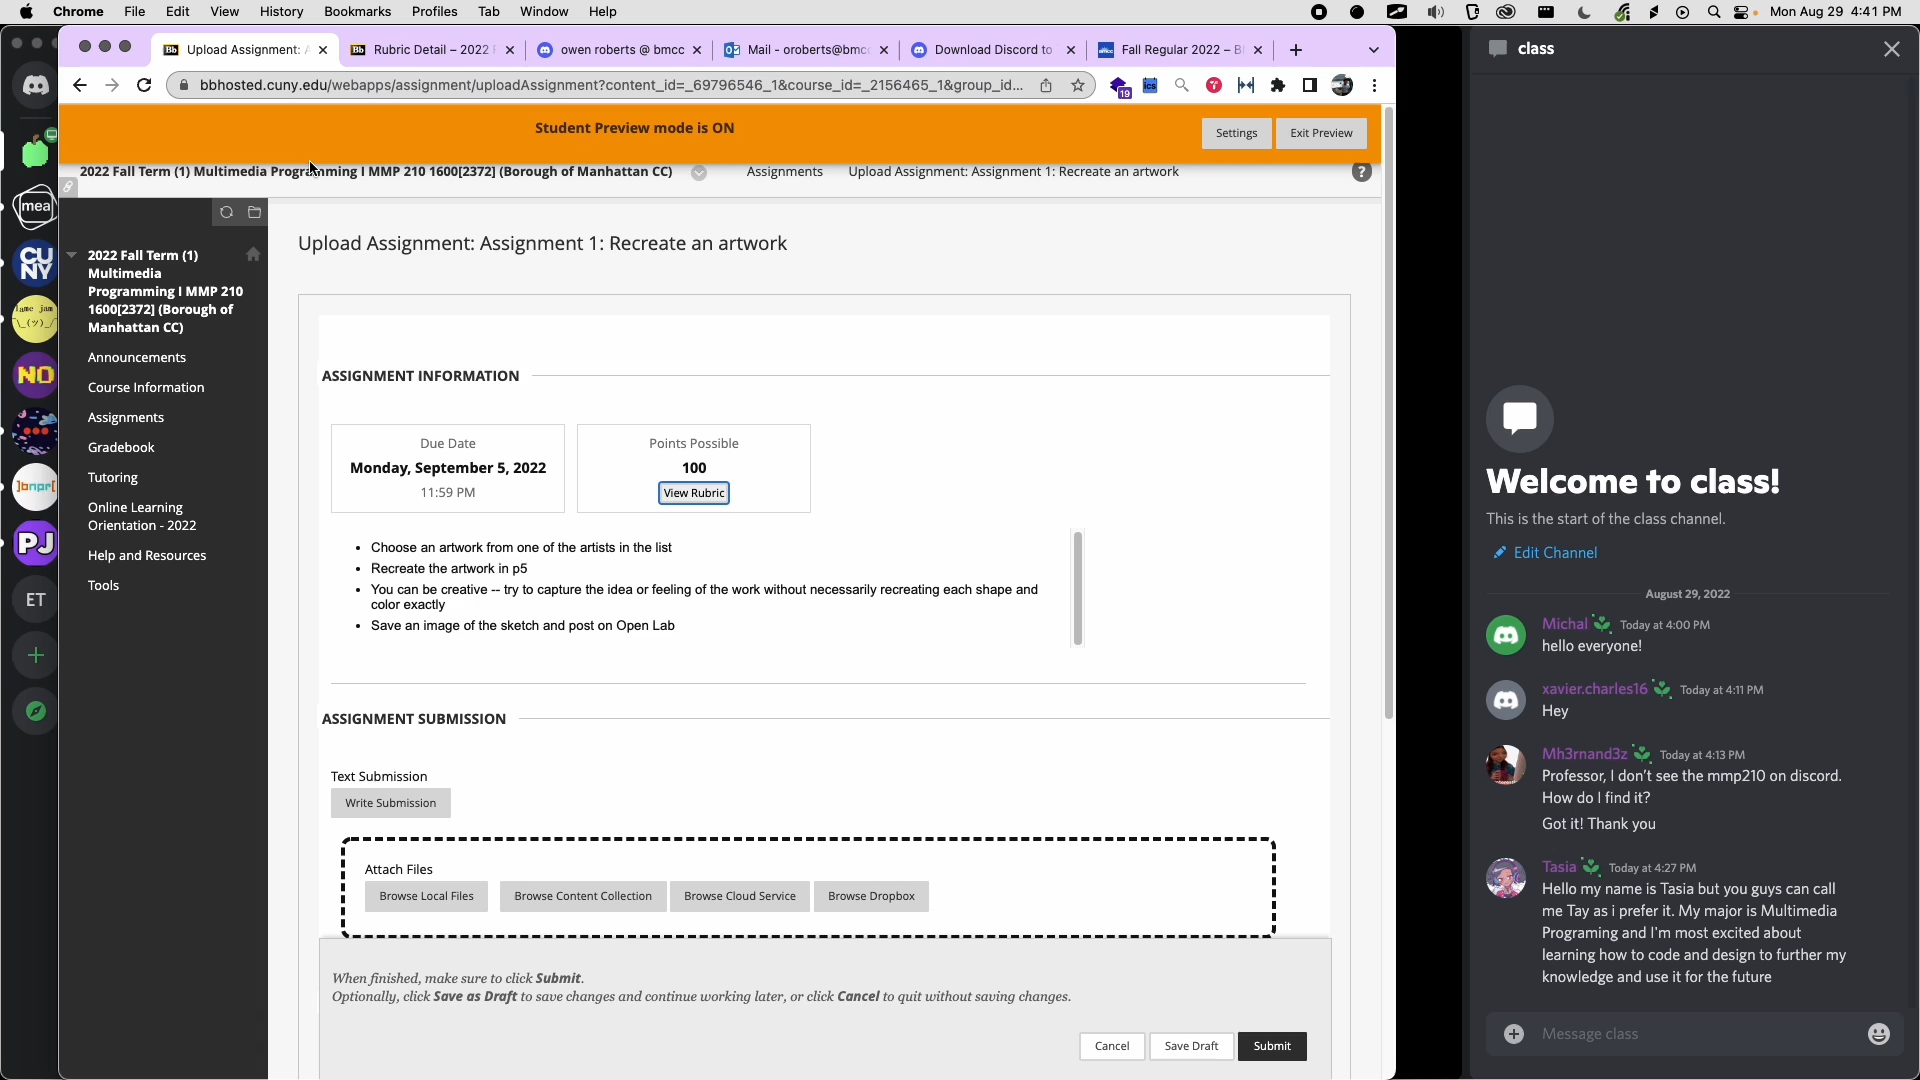 Chrome File Edit View History Bookmarks Profiles Tab Window Help
Mon Aug 29 4:41 PM
Bb Upload Assignment: A
Bb Rubric Detail – 2022 F
owen roberts @ bmcc
Mail - oroberts@bmc
Download Discord to
Fall Regular 2022 – B
bbhosted.cuny.edu/webapps/assignment/uploadAssignment?content_id=_69796546_1&course_id=_2156465_1&group_id...
19
ics
Student Preview mode is ON
Settings
Exit Preview
2022 Fall Term (1) Multimedia Programming I MMP 210 1600[2372] (Borough of Manhattan CC)
Assignments
Upload Assignment: Assignment 1: Recreate an artwork
?
mea
CU
NY
lame jam
¯\_(ツ)_/
NO
]bnpr[
PJ
ET
2022 Fall Term (1)
Multimedia
Programming I MMP 210
1600[2372] (Borough of
Manhattan CC)
Announcements
Course Information
Assignments
Gradebook
Tutoring
Online Learning
Orientation - 2022
Help and Resources
Tools
Upload Assignment: Assignment 1: Recreate an artwork
ASSIGNMENT INFORMATION
Due Date
Monday, September 5, 2022
11:59 PM
Points Possible
100
View Rubric
• Choose an artwork from one of the artists in the list
• Recreate the artwork in p5
• You can be creative -- try to capture the idea or feeling of the work without necessarily recreating each shape and
color exactly
• Save an image of the sketch and post on Open Lab
ASSIGNMENT SUBMISSION
Text Submission
Write Submission
Attach Files
Browse Local Files
Browse Content Collection
Browse Cloud Service
Browse Dropbox
When finished, make sure to click Submit.
Optionally, click Save as Draft to save changes and continue working later, or click Cancel to quit without saving changes.
Cancel
Save Draft
Submit
class
Welcome to class!
This is the start of the class channel.
Edit Channel
August 29, 2022
Michal Today at 4:00 PM
hello everyone!
xavier.charles16 Today at 4:11 PM
Hey
Mh3rnand3z Today at 4:13 PM
Professor, I don't see the mmp210 on discord.
How do I find it?
Got it! Thank you
Tasia Today at 4:27 PM
Hello my name is Tasia but you guys can call
me Tay as i prefer it. My major is Multimedia
Programing and I'm most excited about
learning how to code and design to further my
knowledge and use it for the future
Message class